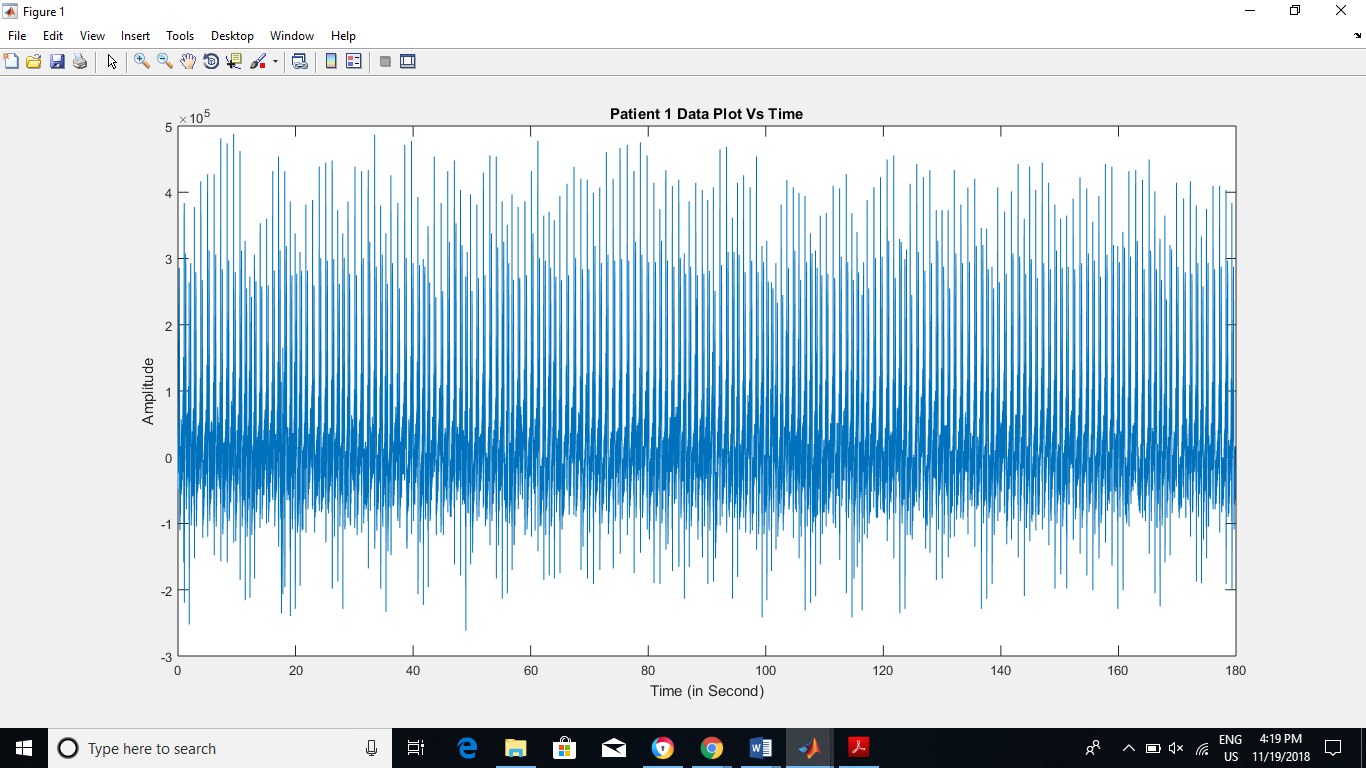 Figure 1
File Edit View Insert Tools Desktop Window Help
Patient 1 Data Plot Vs Time
×10⁵
5
4
3
2
1
0
-1
-2
-3
Amplitude
0 20 40 60 80 100 120 140 160 180
Time (in Second)
Type here to search
ENG 4:19 PM
US 11/19/2018